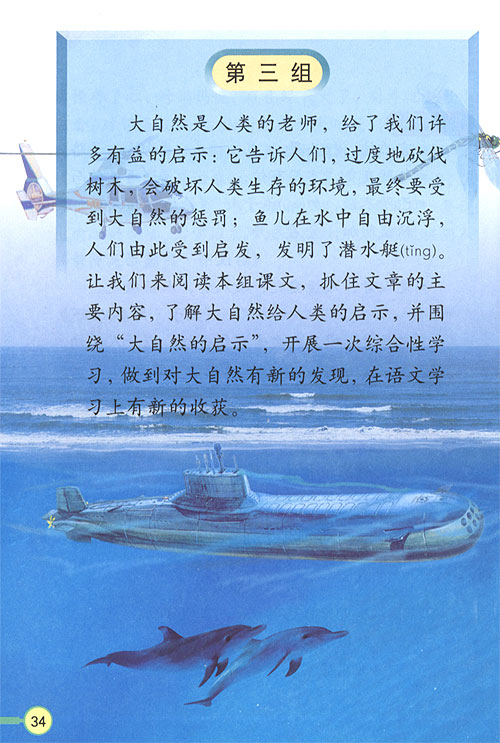 第三组
大自然是人类的老师，给了我们许
多有益的启示：它告诉人们，过度地砍伐
树木，会破坏人类生存的环境，最终要受
到大自然的惩罚；鱼儿在水中自由沉浮，
人们由此受到启发，发明了潜水艇(tǐng)。
让我们来阅读本组课文，抓住文章的主
要内容，了解大自然给人类的启示，并围
绕“大自然的启示”，开展一次综合性学
习，做到对大自然有新的发现，在语文学
习上有新的收获。
34